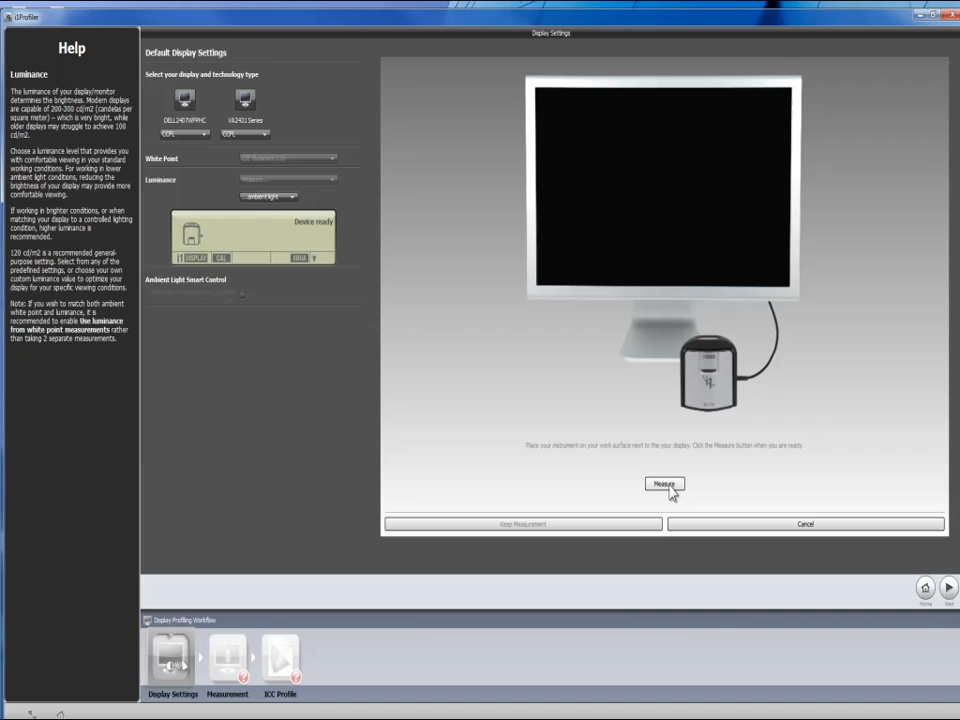 i1Profiler
Help
Luminance
The luminance of your display/monitor
determines the brightness. Modern displays
are capable of 200-380 cd/m2 (candelas per
square meter) – which is very bright, while
older displays may struggle to achieve 100
cd/m2.
Choose a luminance level that provides you
with comfortable viewing in your standard
working conditions. For working in lower
ambient light conditions, reducing the
brightness of your display may provide more
comfortable viewing.
If working in brighter conditions, or when
matching your display to a controlled lighting
condition, higher luminance is
recommended.
120 cd/m2 is a recommended general-
purpose setting. Select from any of the
predefined settings, or choose your own
custom luminance value to optimize your
display for your specific viewing conditions.
Note: If you wish to match both ambient
white point and luminance, it is
recommended to enable Use luminance
from white point measurements rather
than taking 2 separate measurements.
Display Settings
Default Display Settings
Select your display and technology type
DELL2407WFPHC
VA2431 Series
CCFL
CCFL
White Point
Luminance
Measure...
...ambient light
Device ready
i1 DISPLAY CAL
Ambient Light Smart Control
Place your instrument on your work surface next to the your display. Click the Measure button when you are ready
Measure
Keep Measurement
Cancel
Home
Next
Display Profiling Workflow
Display Settings
Measurement
ICC Profile